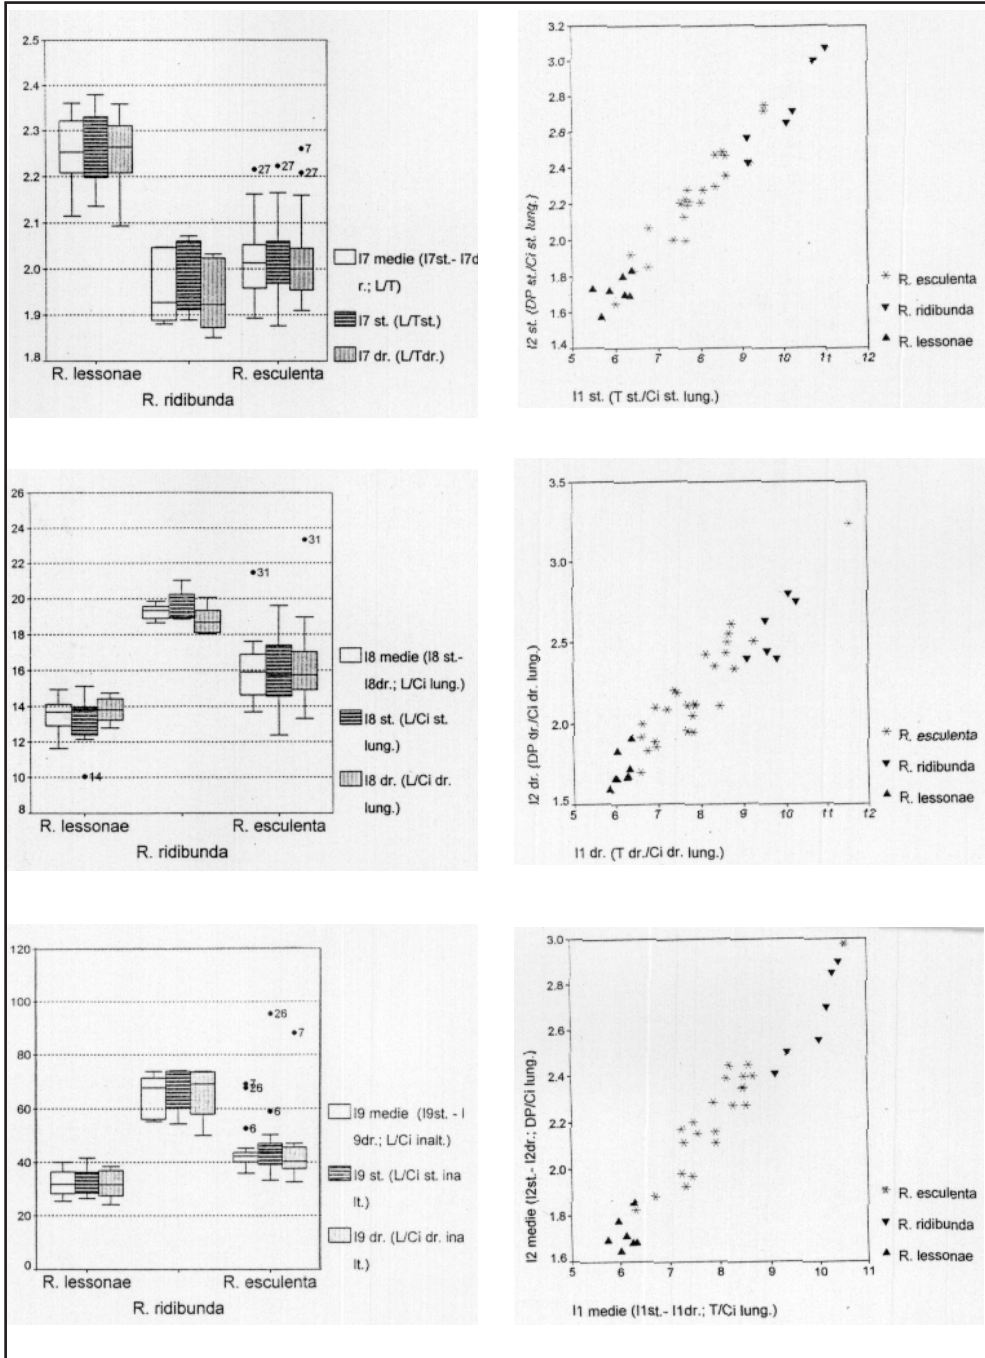 2.5
2.4
2.3
2.2
2.1
2.0
1.9
1.8
27
27
7
27
R. lessonae
R. esculenta
R. ridibunda
I7 medie (I7st.- I7d
r.; L/T)
I7 st. (L/Tst.)
I7 dr. (L/Tdr.)
3.2
3.0
2.8
2.6
2.4
2.2
2.0
1.8
1.6
1.4
5 6 7 8 9 10 11 12
I2 st. (DP st./Ci st. lung.)
I1 st. (T st./Ci st. lung.)
R. esculenta
R. ridibunda
R. lessonae
26
24
22
20
18
16
14
12
10
8
14
31
31
R. lessonae
R. esculenta
R. ridibunda
I8 medie (I8 st.-
I8dr.; L/Ci lung.)
I8 st. (L/Ci st.
lung.)
I8 dr. (L/Ci dr.
lung.)
3.5
3.0
2.5
2.0
1.5
5 6 7 8 9 10 11 12
I2 dr. (DP dr./Ci dr. lung.)
I1 dr. (T dr./Ci dr. lung.)
R. esculenta
R. ridibunda
R. lessonae
120
100
80
60
40
20
0
26
6
26
6
7
R. lessonae
R. esculenta
R. ridibunda
I9 medie (I9st. - I
9dr.; L/Ci inalt.)
I9 st. (L/Ci st. ina
lt.)
I9 dr. (L/Ci dr. ina
lt.)
3.0
2.8
2.6
2.4
2.2
2.0
1.8
1.6
5 6 7 8 9 10 11
I2 medie (I2st.- I2dr.; DP/Ci lung.)
I1 medie (I1st.- I1dr.; T/Ci lung.)
R. esculenta
R. ridibunda
R. lessonae